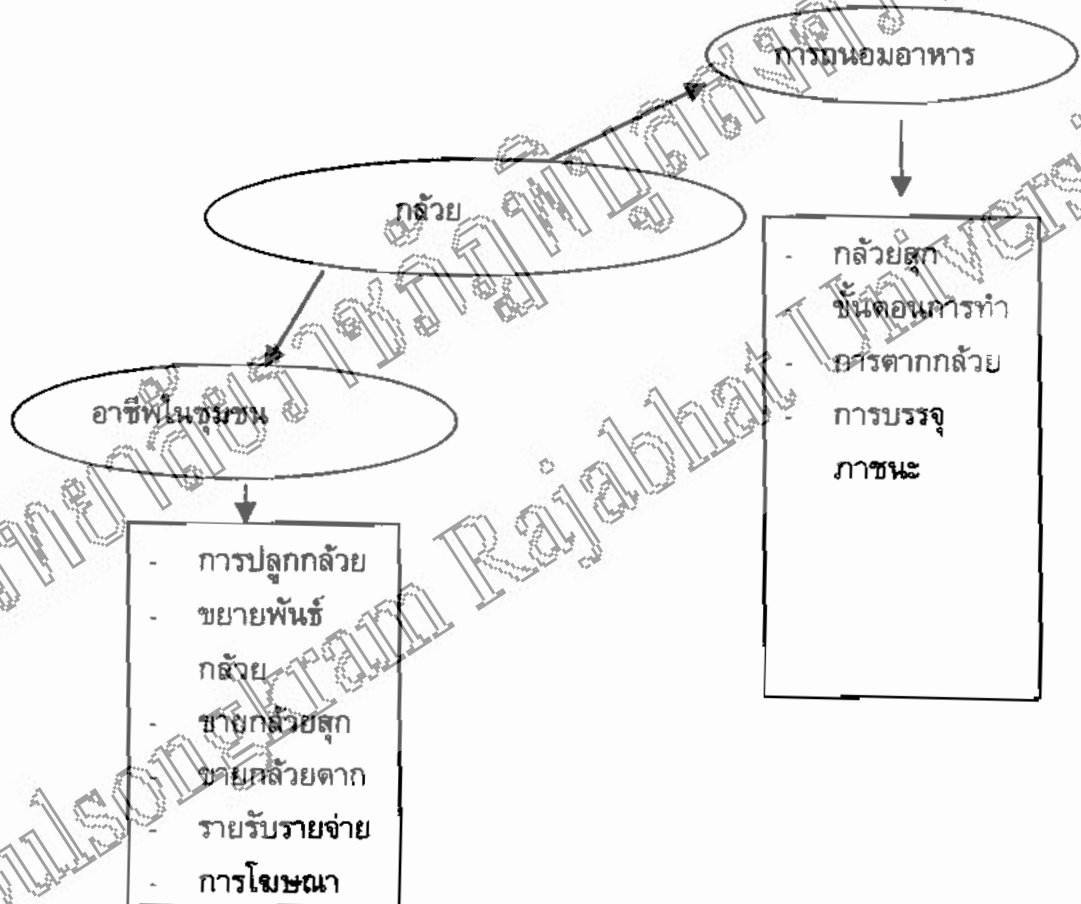 การถนอมอาหาร
กล้วย
- กล้วยสุก
- ขั้นตอนการทำ
- การตากกล้วย
- การบรรจุ
ภาชนะ
อาชีพในชุมชน
- การปลูกกล้วย
- ขยายพันธ์
กล้วย
- ขายกล้วยสุก
- ขายกล้วยตาก
- รายรับรายจ่าย
- การโฆษณา
Rajabhat